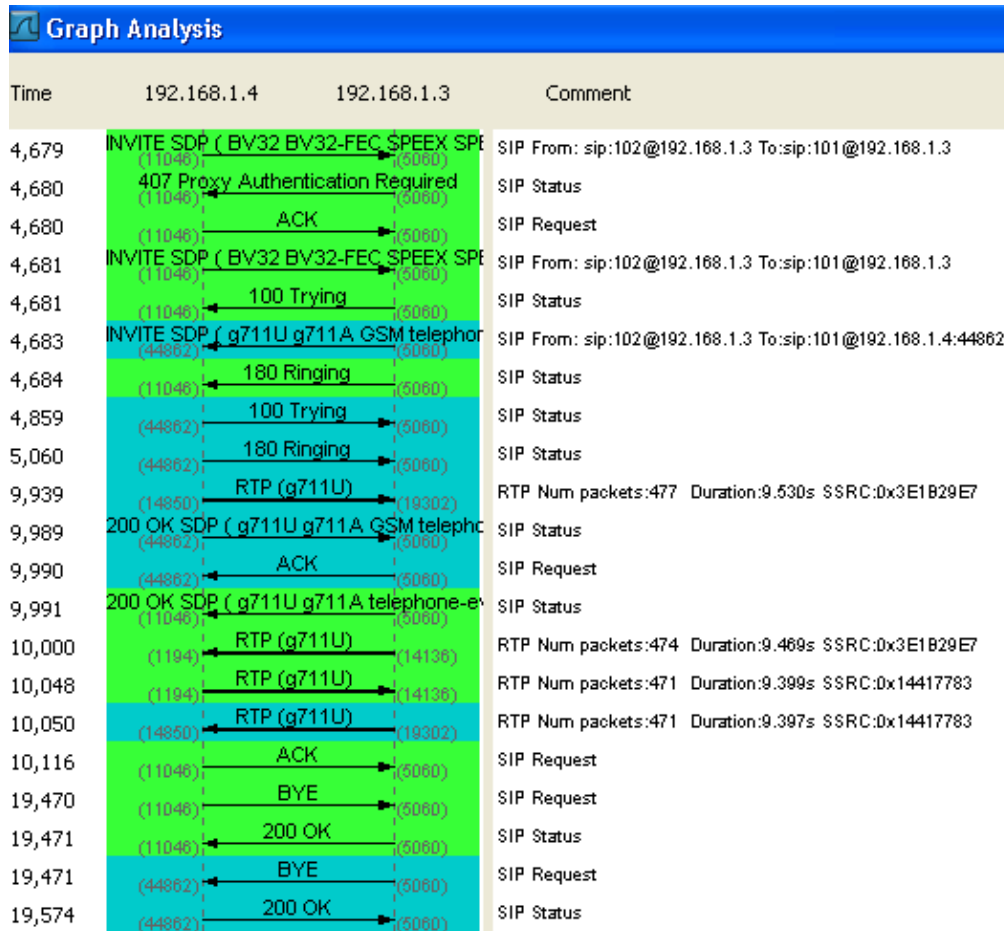 Graph Analysis
Time 192.168.1.4 192.168.1.3 Comment
4,679 INVITE SDP ( BV32 BV32-FEC SPEEX SPE (11046) (5060) SIP From: sip:102@192.168.1.3 To:sip:101@192.168.1.3
4,680 407 Proxy Authentication Required (11046) (5060) SIP Status
4,680 ACK (11046) (5060) SIP Request
4,681 INVITE SDP ( BV32 BV32-FEC SPEEX SPE (11046) (5060) SIP From: sip:102@192.168.1.3 To:sip:101@192.168.1.3
4,681 100 Trying (11046) (5060) SIP Status
4,683 INVITE SDP ( g711U g711A GSM telephon (44862) (5060) SIP From: sip:102@192.168.1.3 To:sip:101@192.168.1.4:44862
4,684 180 Ringing (11046) (5060) SIP Status
4,859 100 Trying (44862) (5060) SIP Status
5,060 180 Ringing (44862) (5060) SIP Status
9,939 RTP (g711U) (14850) (19302) RTP Num packets:477 Duration:9.530s SSRC:0x3E1B29E7
9,989 200 OK SDP ( g711U g711A GSM telepho (44862) (5060) SIP Status
9,990 ACK (44862) (5060) SIP Request
9,991 200 OK SDP ( g711U g711A telephone-ev (11046) (5060) SIP Status
10,000 RTP (g711U) (1194) (14136) RTP Num packets:474 Duration:9.469s SSRC:0x3E1B29E7
10,048 RTP (g711U) (1194) (14136) RTP Num packets:471 Duration:9.399s SSRC:0x14417783
10,050 RTP (g711U) (14850) (19302) RTP Num packets:471 Duration:9.397s SSRC:0x14417783
10,116 ACK (11046) (5060) SIP Request
19,470 BYE (11046) (5060) SIP Request
19,471 200 OK (11046) (5060) SIP Status
19,471 BYE (44862) (5060) SIP Request
19,574 200 OK (44862) (5060) SIP Status